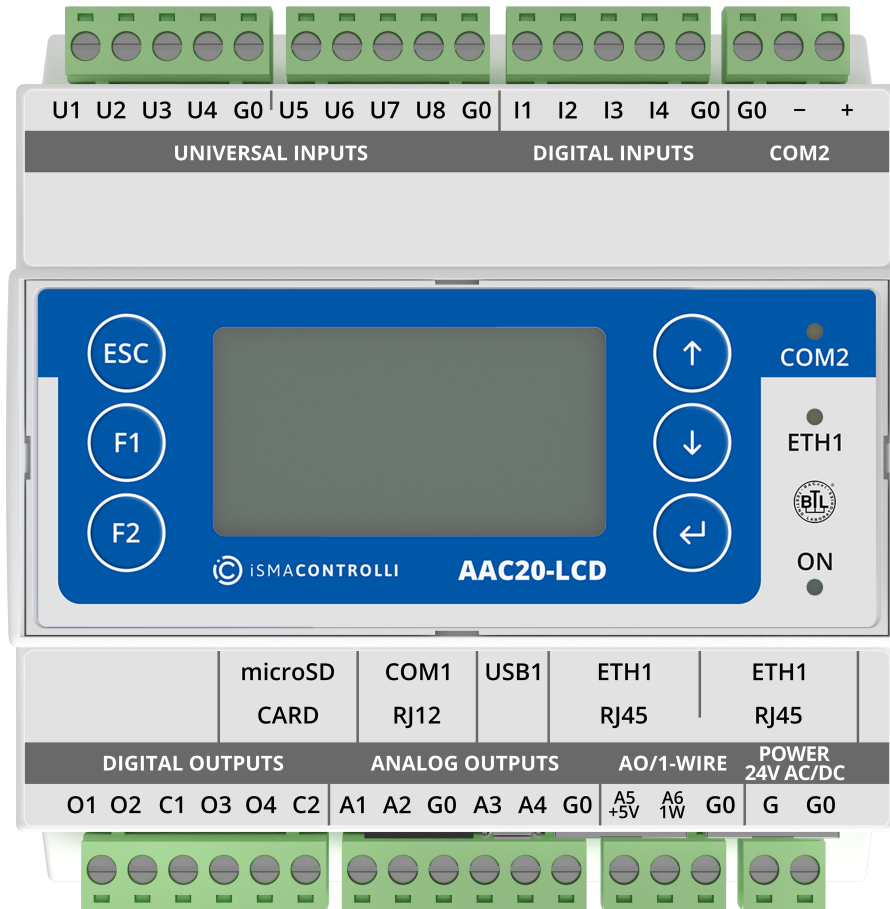 U1 U2 U3 U4 G0 U5 U6 U7 U8 G0 I1 I2 I3 I4 G0 G0 − +
UNIVERSAL INPUTS DIGITAL INPUTS COM2
ESC
F1
F2
↑
↓
↵
COM2
ETH1
BTL
ON
iSMACONTROLLI AAC20-LCD
microSD COM1 USB1 ETH1 ETH1
CARD RJ12 RJ45 RJ45
DIGITAL OUTPUTS ANALOG OUTPUTS AO/1-WIRE POWER
24V AC/DC
O1 O2 C1 O3 O4 C2 A1 A2 G0 A3 A4 G0 A5 A6 G0 G G0
+5V 1W